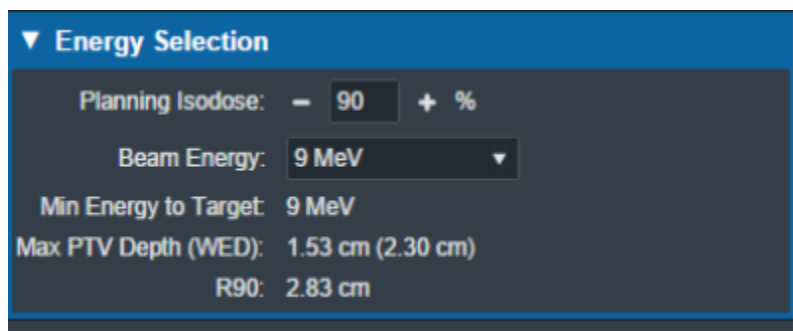 ▼ Energy Selection
Planning Isodose: − 90 + %
Beam Energy: 9 MeV ▼
Min Energy to Target: 9 MeV
Max PTV Depth (WED): 1.53 cm (2.30 cm)
R90: 2.83 cm